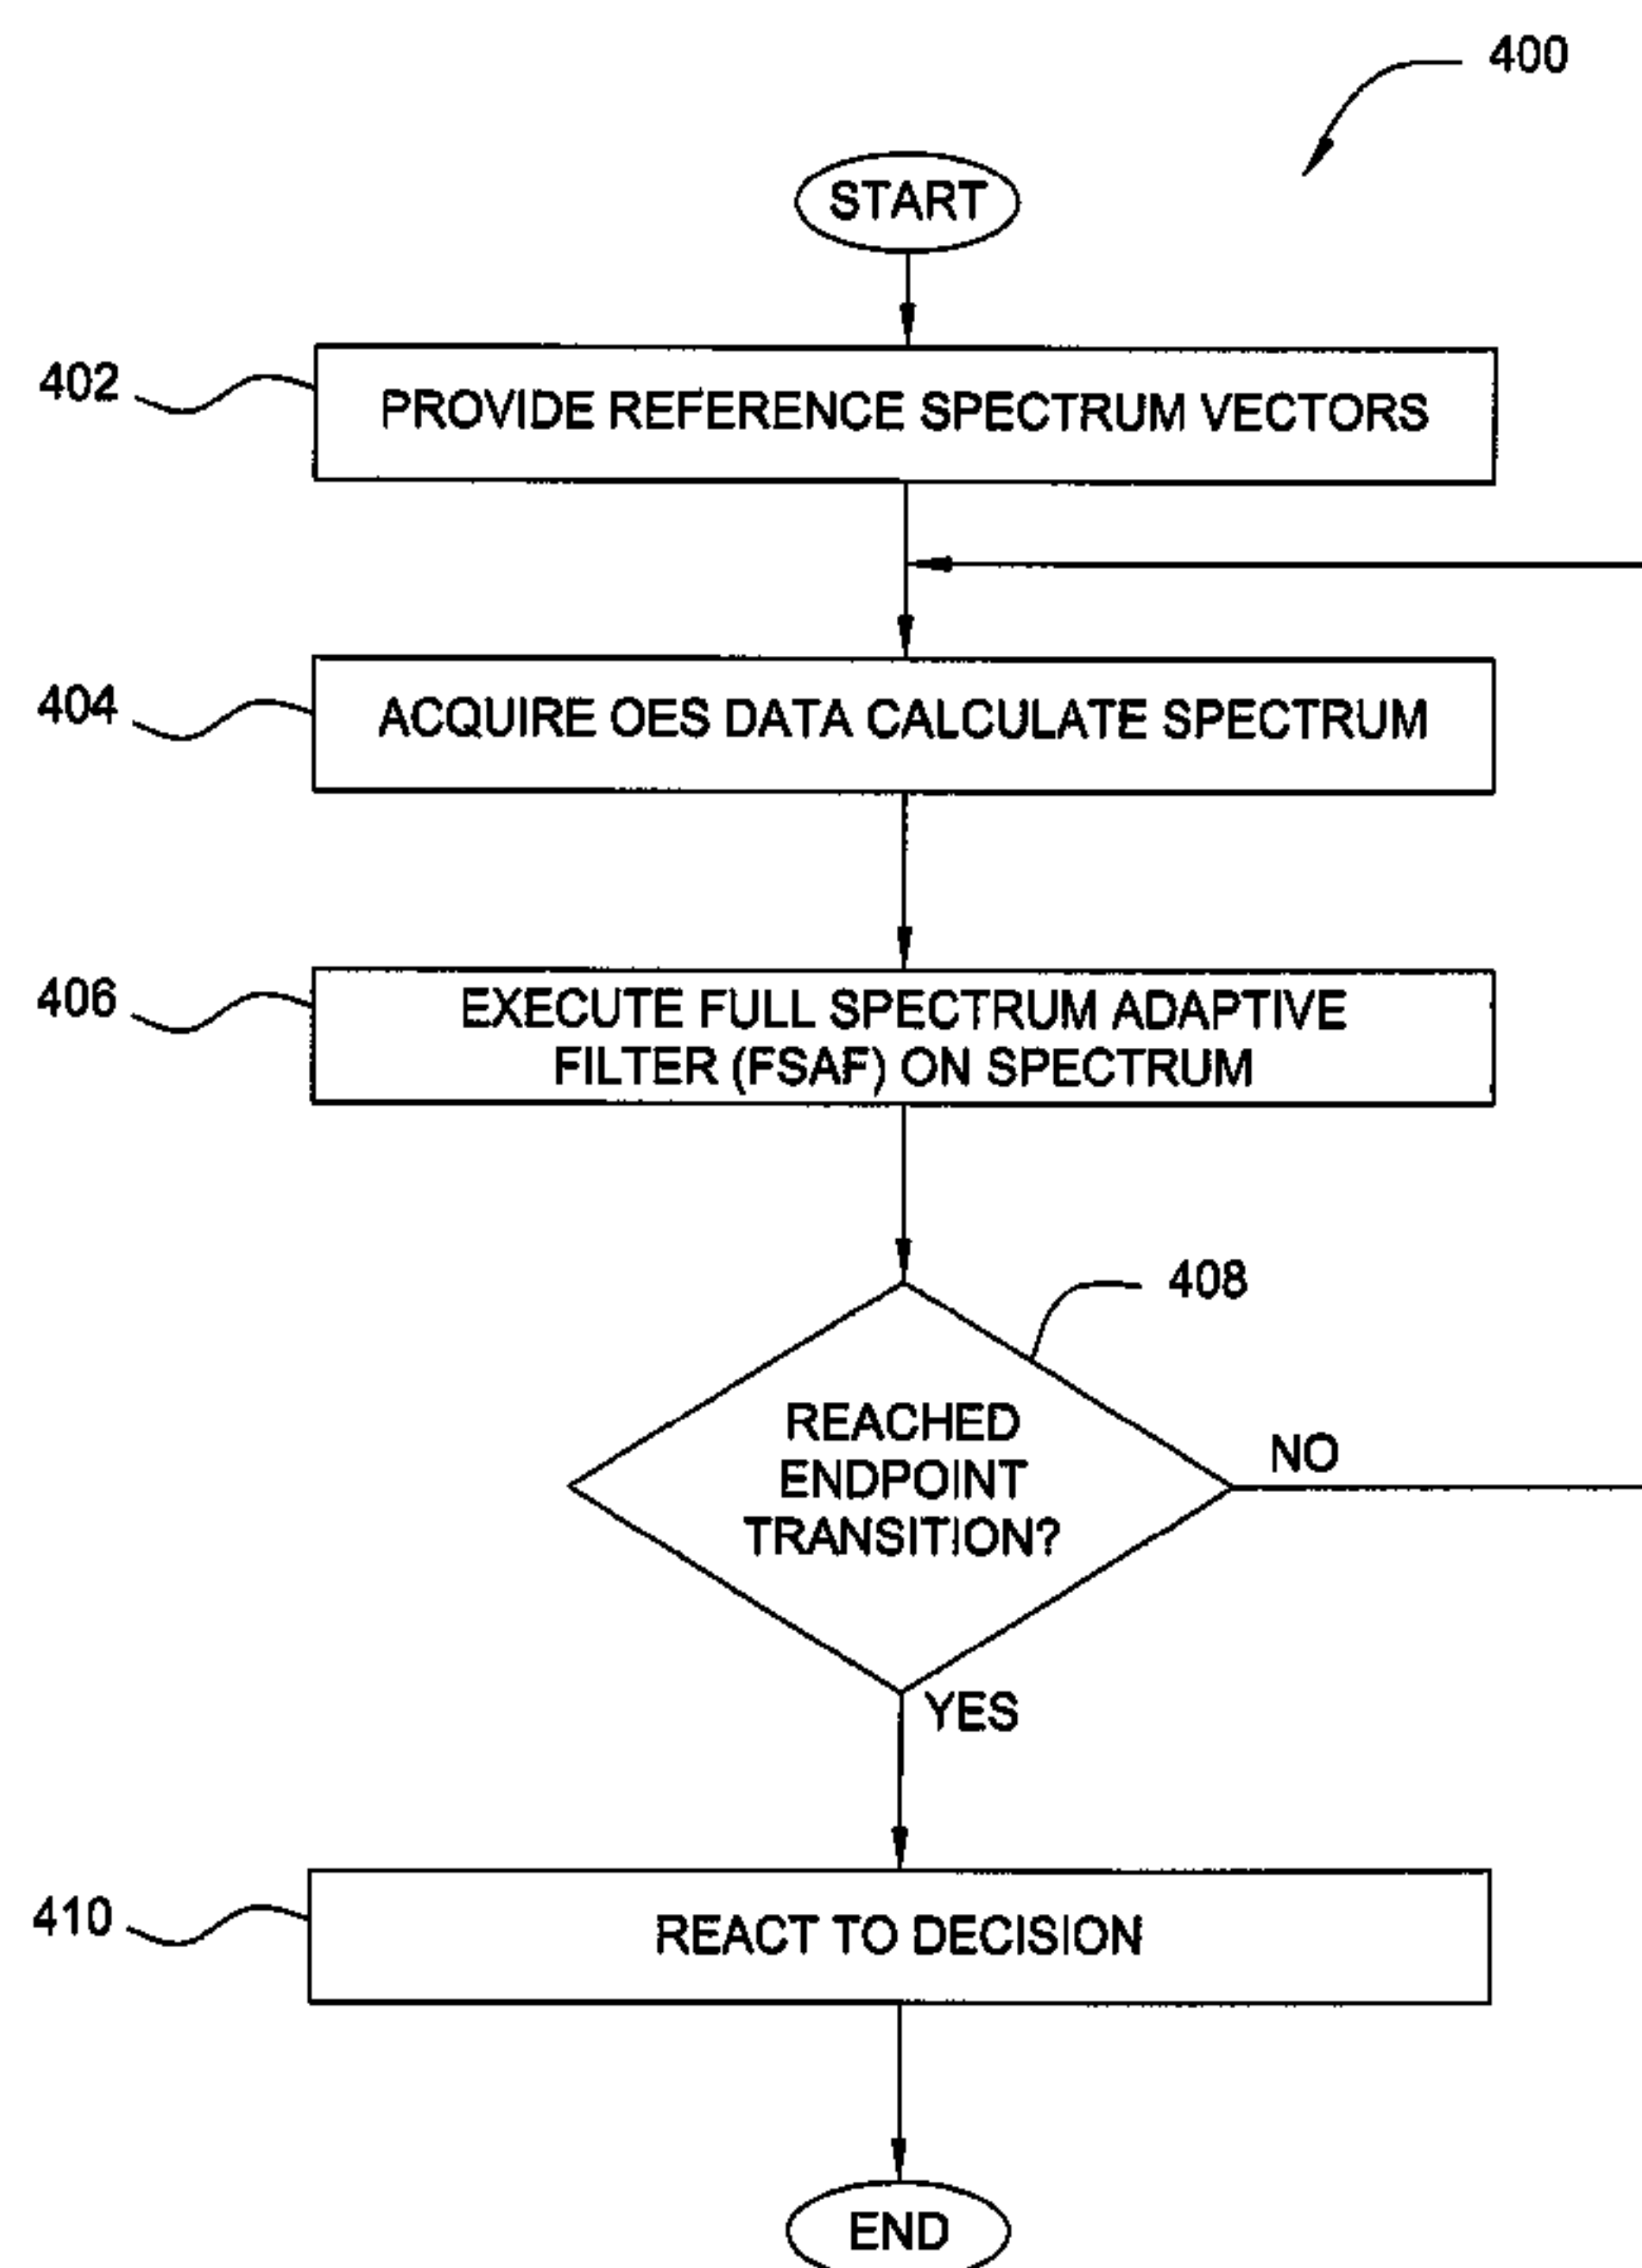 400
START
402
PROVIDE REFERENCE SPECTRUM VECTORS
404
ACQUIRE OES DATA CALCULATE SPECTRUM
406
EXECUTE FULL SPECTRUM ADAPTIVE
FILTER (FSAF) ON SPECTRUM
408
REACHED
ENDPOINT
TRANSITION?
NO
YES
410
REACT TO DECISION
END